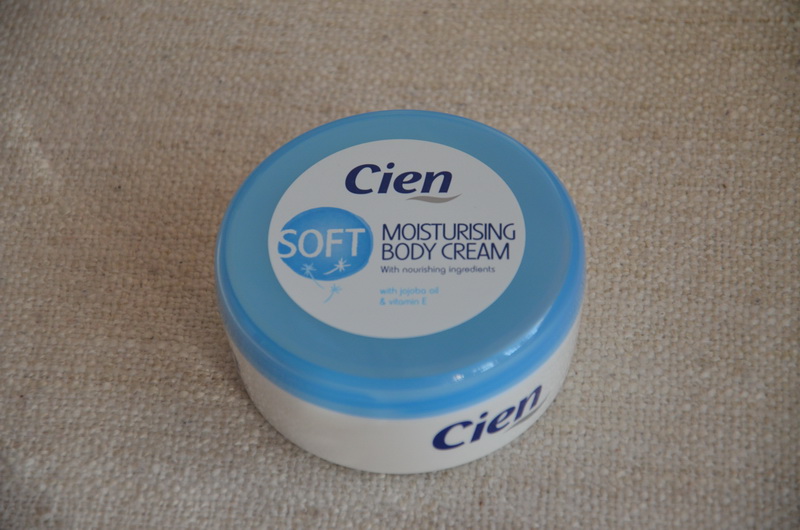 Cien
SOFT
MOISTURISING
BODY CREAM
With nourishing ingredients
with jojoba oil
& vitamin E
Cien